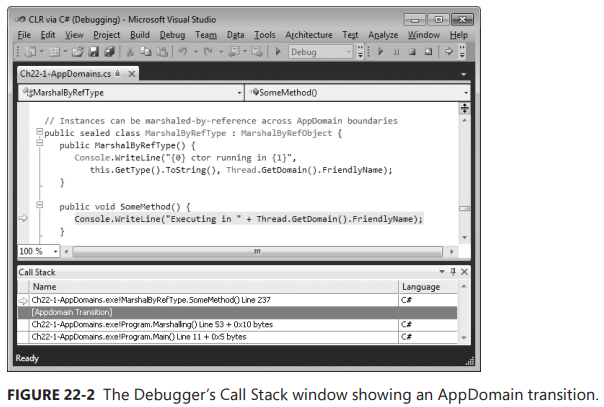 CLR via C# (Debugging) - Microsoft Visual Studio
File Edit View Project Build Debug Team Data Tools Architecture Test Analyze Window Help
Debug
Ch22-1-AppDomains.cs
MarshalByRefType SomeMethod()
// Instances can be marshaled-by-reference across AppDomain boundaries
public sealed class MarshalByRefType : MarshalByRefObject {
public MarshalByRefType() {
Console.WriteLine("{0} ctor running in {1}",
this.GetType().ToString(), Thread.GetDomain().FriendlyName);
}
public void SomeMethod() {
Console.WriteLine("Executing in " + Thread.GetDomain().FriendlyName);
}
100 %
Call Stack
Name Language
Ch22-1-AppDomains.exe!MarshalByRefType.SomeMethod() Line 237 C#
[Appdomain Transition]
Ch22-1-AppDomains.exe!Program.Marshalling() Line 53 + 0x10 bytes C#
Ch22-1-AppDomains.exe!Program.Main() Line 11 + 0x5 bytes C#
Ready
FIGURE 22-2 The Debugger's Call Stack window showing an AppDomain transition.